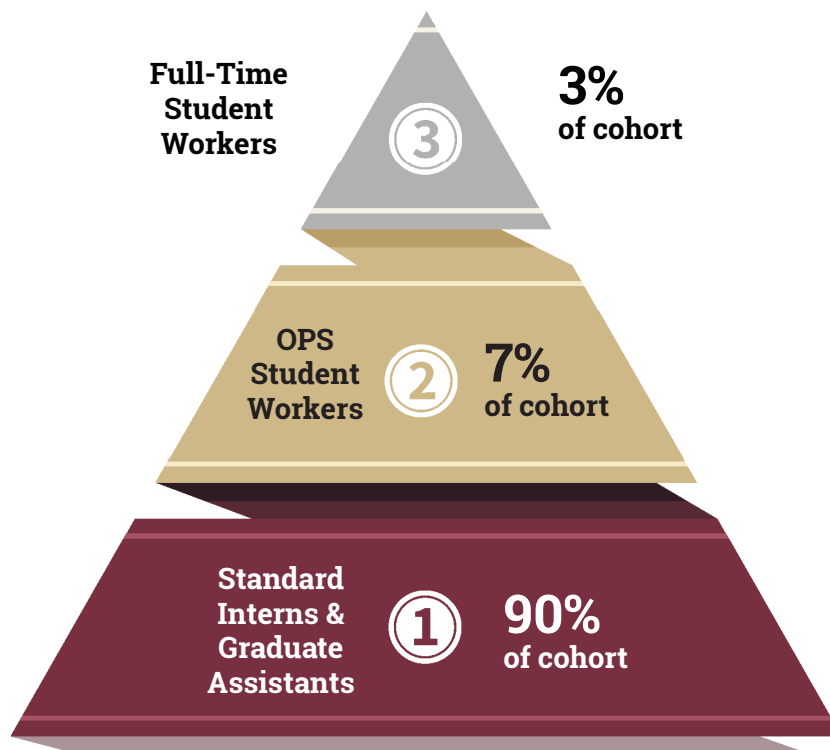 Full-Time
Student
Workers
3
3%
of cohort
OPS
Student
Workers
2
7%
of cohort
Standard
Interns &
Graduate
Assistants
1
90%
of cohort